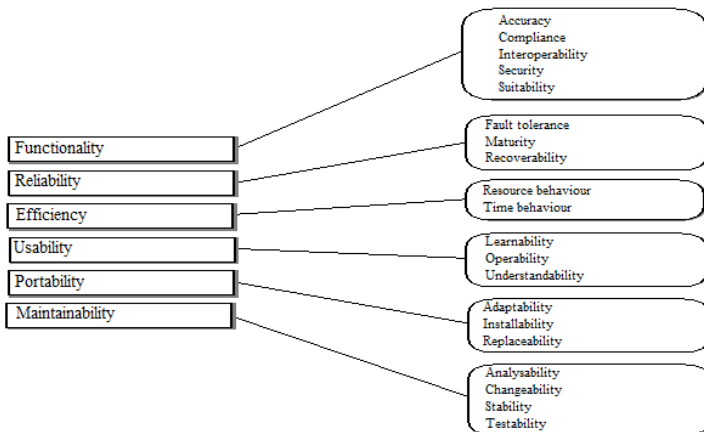 Functionality
Reliability
Efficiency
Usability
Portability
Maintainability
Accuracy
Compliance
Interoperability
Security
Suitability
Fault tolerance
Maturity
Recoverability
Resource behaviour
Time behaviour
Learnability
Operability
Understandability
Adaptability
Installability
Replaceability
Analysability
Changeability
Stability
Testability